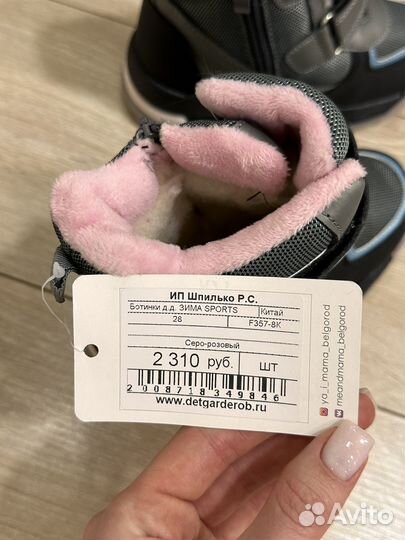 ИП Шпилько Р.С.
Ботинки д.д. ЗИМА SPORTS Китай
28 F357-8K
Серо-розовый
2 310 руб. ШТ
2008718349846
www.detgarderob.ru
ya_i_mama_belgorod
meandmama_belgorod
Avito